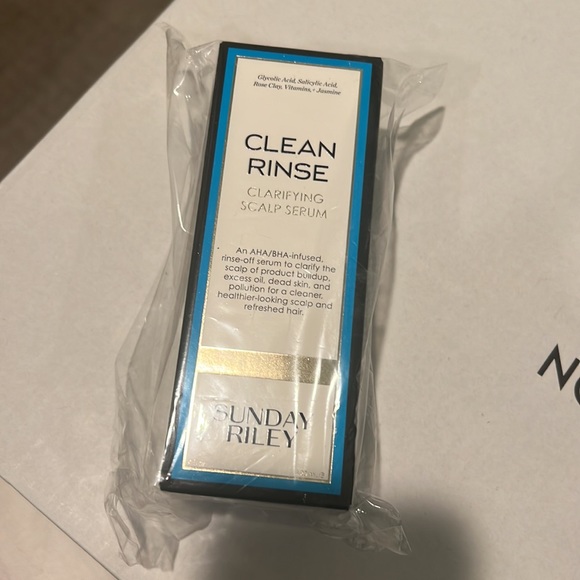 Glycolic Acid, Salicylic Acid,
Rose Clay, Vitamins, + Jasmine
CLEAN
RINSE
CLARIFYING
SCALP SERUM
An AHA/BHA-infused,
rinse-off serum to clarify the
scalp of product buildup,
excess oil, dead skin, and
pollution for a cleaner,
healthier-looking scalp and
refreshed hair.
SUNDAY
RILEY